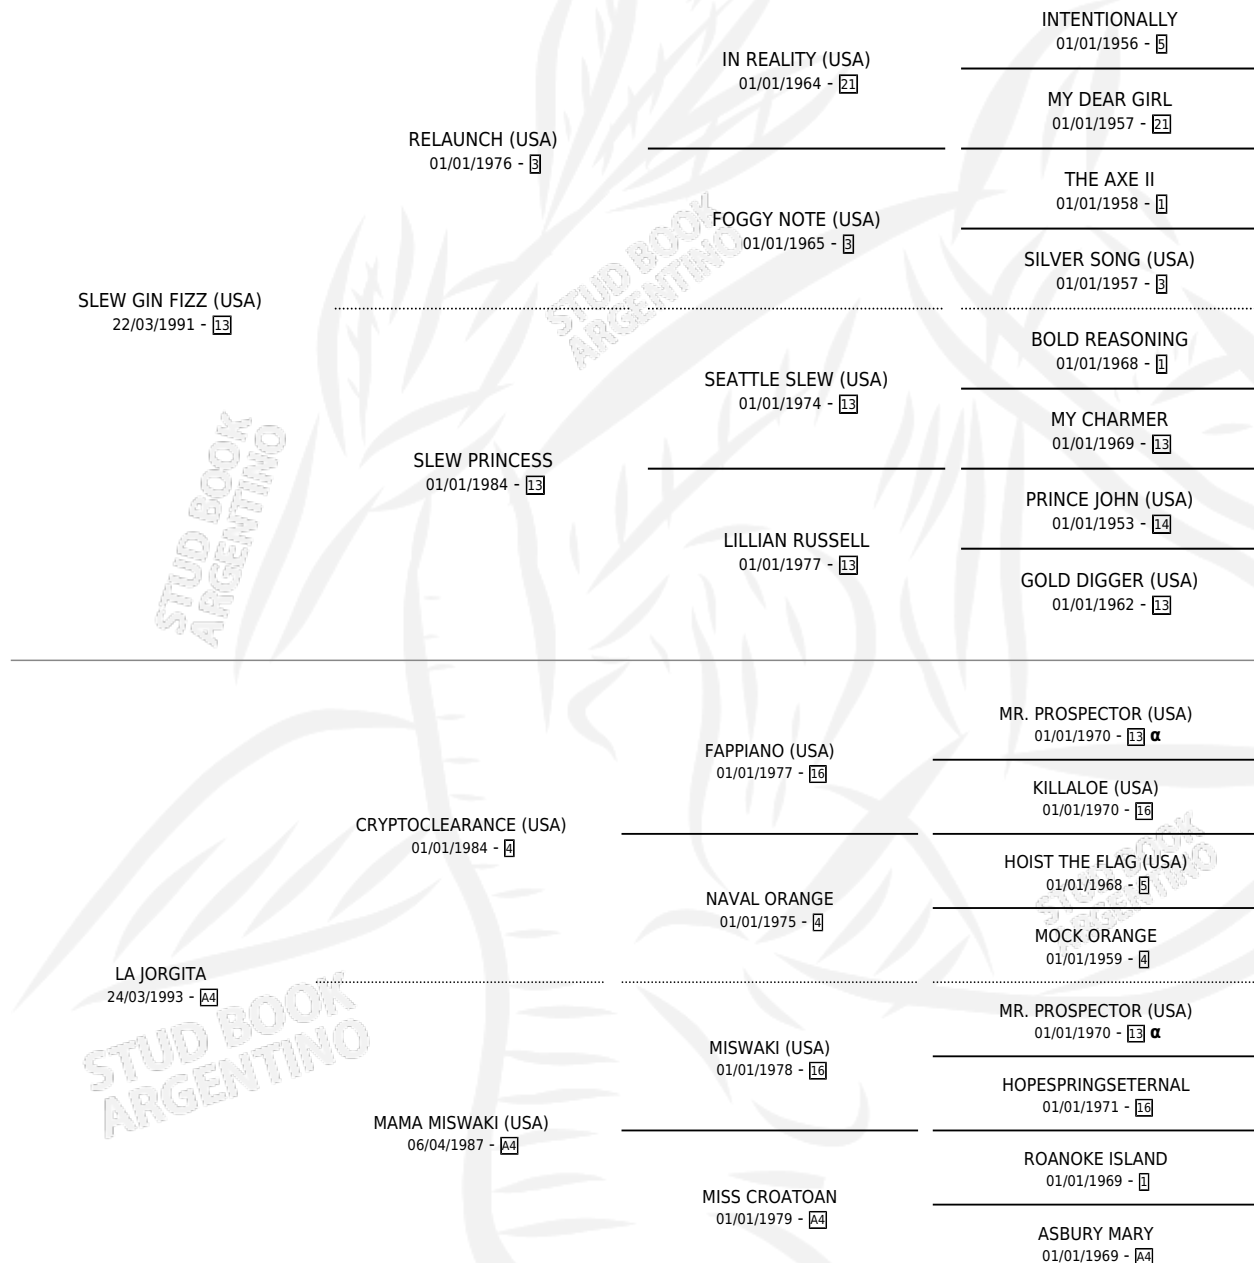 INTENTIONALLY
01/01/1956 - 5
IN REALITY (USA)
01/01/1964 - 21
MY DEAR GIRL
01/01/1957 - 21
RELAUNCH (USA)
01/01/1976 - 3
THE AXE II
01/01/1958 - 1
FOGGY NOTE (USA)
01/01/1965 - 3
SILVER SONG (USA)
01/01/1957 - 3
SLEW GIN FIZZ (USA)
22/03/1991 - 13
BOLD REASONING
01/01/1968 - 1
SEATTLE SLEW (USA)
01/01/1974 - 13
MY CHARMER
01/01/1969 - 13
SLEW PRINCESS
01/01/1984 - 13
PRINCE JOHN (USA)
01/01/1953 - 14
LILLIAN RUSSELL
01/01/1977 - 13
GOLD DIGGER (USA)
01/01/1962 - 13
MR. PROSPECTOR (USA)
01/01/1970 - 13 α
FAPPIANO (USA)
01/01/1977 - 16
KILLALOE (USA)
01/01/1970 - 16
CRYPTOCLEARANCE (USA)
01/01/1984 - 4
HOIST THE FLAG (USA)
01/01/1968 - 5
NAVAL ORANGE
01/01/1975 - 4
MOCK ORANGE
01/01/1959 - 4
LA JORGITA
24/03/1993 - A4
MR. PROSPECTOR (USA)
01/01/1970 - 13 α
MISWAKI (USA)
01/01/1978 - 16
HOPESPRINGSETERNAL
01/01/1971 - 16
MAMA MISWAKI (USA)
06/04/1987 - A4
ROANOKE ISLAND
01/01/1969 - 1
MISS CROATOAN
01/01/1979 - A4
ASBURY MARY
01/01/1969 - A4
STUD BOOK
ARGENTINO
STUD BOOK
ARGENTINO
STUD BOOK
ARGENTINO
STUD BOOK
ARGENTINO